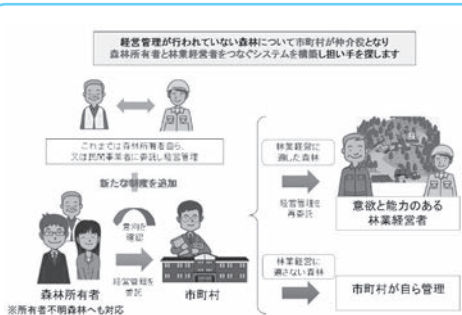 経営管理が行われていない森林について市町村が仲介役となり
森林所有者と林業経営者をつなぐシステムを構築し担い手を探します
これまでは森林所有者自ら、
又は民間事業者に委託し経営管理
新たな制度を追加
意向を
確認
経営管理を
委託
森林所有者
※所有者不明森林へも対応
市町村
林業経営に
適した森林
経営管理を
再委託
意欲と能力のある
林業経営者
林業経営に
適さない森林
市町村が自ら管理